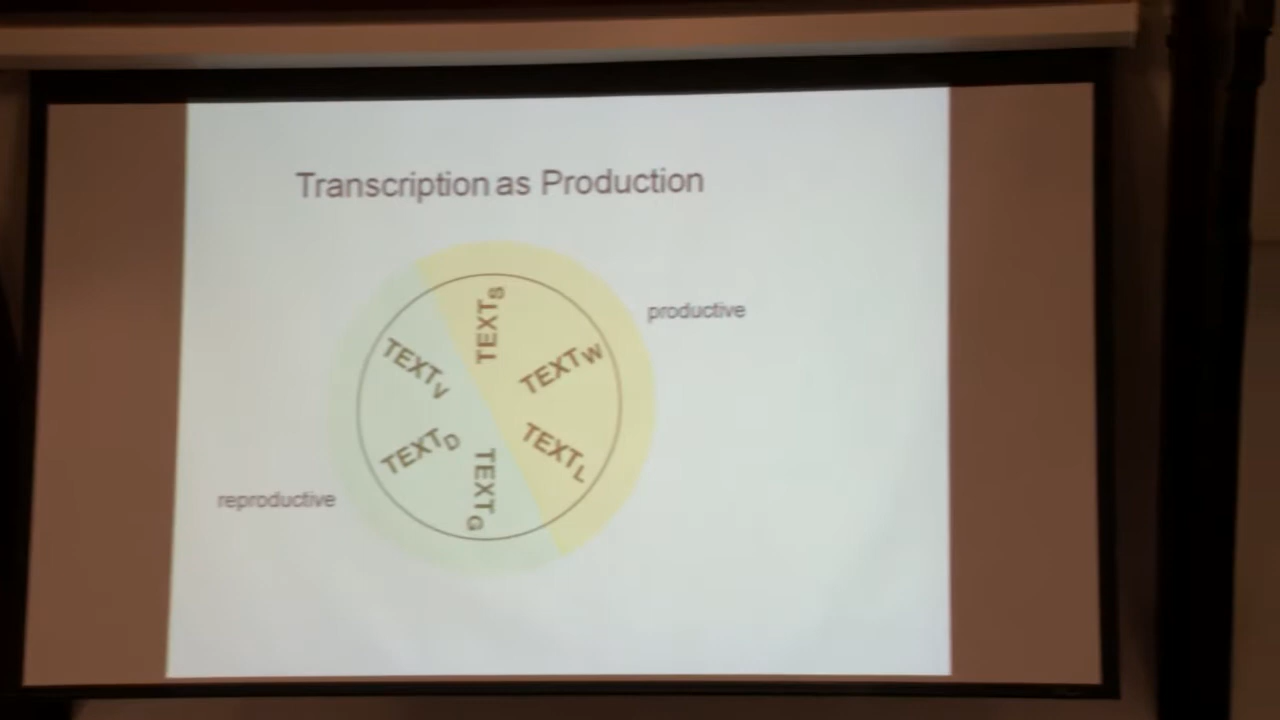 Transcription as Production
productive
TEXTS
TEXTW
TEXTV
TEXTL
TEXTD
TEXTG
reproductive